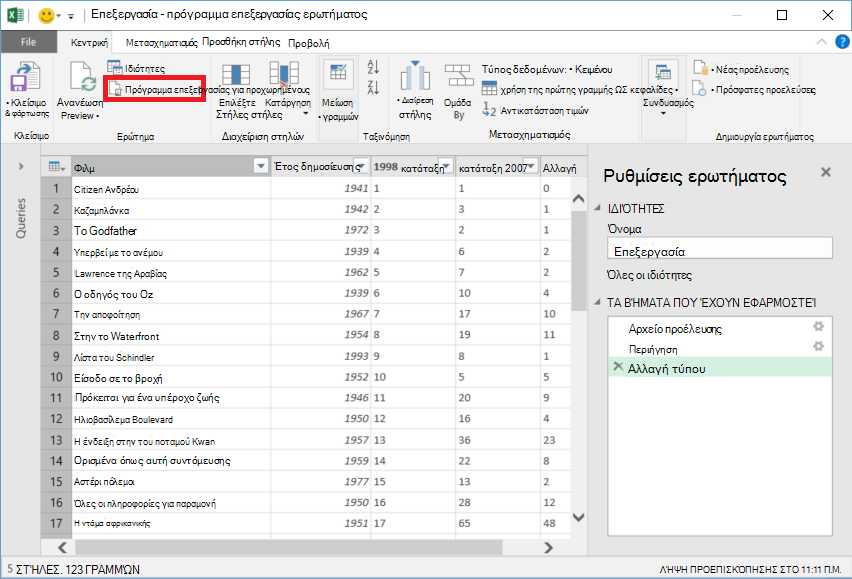 Επεξεργασία - πρόγραμμα επεξεργασίας ερωτήματος
File Κεντρική Μετασχηματισμός Προσθήκη στήλης Προβολή
• Κλείσιμο & φόρτωσης
Κλείσιμο
Ανανέωση Preview •
Ιδιότητες
Πρόγραμμα επεξεργασίας για προχωρημένους
Ερώτημα
Επιλέξτε Στήλες
Κατάργηση στήλες
Διαχείριση στηλών
Μείωση • γραμμών
Ταξινόμηση
• Διαίρεση στήλης
Ομάδα By
Τύπος δεδομένων: • Κειμένου
χρήση της πρώτης γραμμής ΩΣ κεφαλίδες •
Αντικατάσταση τιμών
Μετασχηματισμός
Συνδυασμός
• Νέας προέλευσης
• Πρόσφατες προελεύσεις
Δημιουργία ερωτήματος
Queries
Φιλμ Έτος δημοσίευσης 1998 κατάταξη κατάταξη 2007 Αλλαγή
1 Citizen Ανδρέου 1941 1 1 0
2 Καζαμπλάνκα 1942 2 3 1
3 Το Godfather 1972 3 2 1
4 Υπερβεί με το ανέμου 1939 4 6 2
5 Lawrence της Αραβίας 1962 5 7 2
6 Ο οδηγός του Oz 1939 6 10 4
7 Την αποφοίτηση 1967 7 17 10
8 Στην το Waterfront 1954 8 19 11
9 Λίστα του Schindler 1993 9 8 1
10 Είσοδο σε το βροχή 1952 10 5 5
11 Πρόκειται για ένα υπέροχο ζωής 1946 11 20 9
12 Ηλιοβασίλεμα Boulevard 1950 12 16 4
13 Η ένδειξη στην του ποταμού Kwan 1957 13 36 23
14 Ορισμένα όπως αυτή συντόμευσης 1959 14 22 8
15 Αστέρι πόλεμοι 1977 15 13 2
16 Όλες οι πληροφορίες για παραμονή 1950 16 28 12
17 Η ντάμα αφρικανικής 1951 17 65 48
Ρυθμίσεις ερωτήματος
ΙΔΙΌΤΗΤΕΣ
Όνομα
Επεξεργασία
Όλες οι ιδιότητες
ΤΑ ΒΉΜΑΤΑ ΠΟΥ ΈΧΟΥΝ ΕΦΑΡΜΟΣΤΕΊ
Αρχείο προέλευσης
Περιήγηση
Αλλαγή τύπου
5 ΣΤΉΛΕΣ. 123 ΓΡΑΜΜΏΝ
ΛΉΨΗ ΠΡΟΕΠΙΣΚΌΠΗΣΗΣ ΣΤΟ 11:11 Π.Μ.